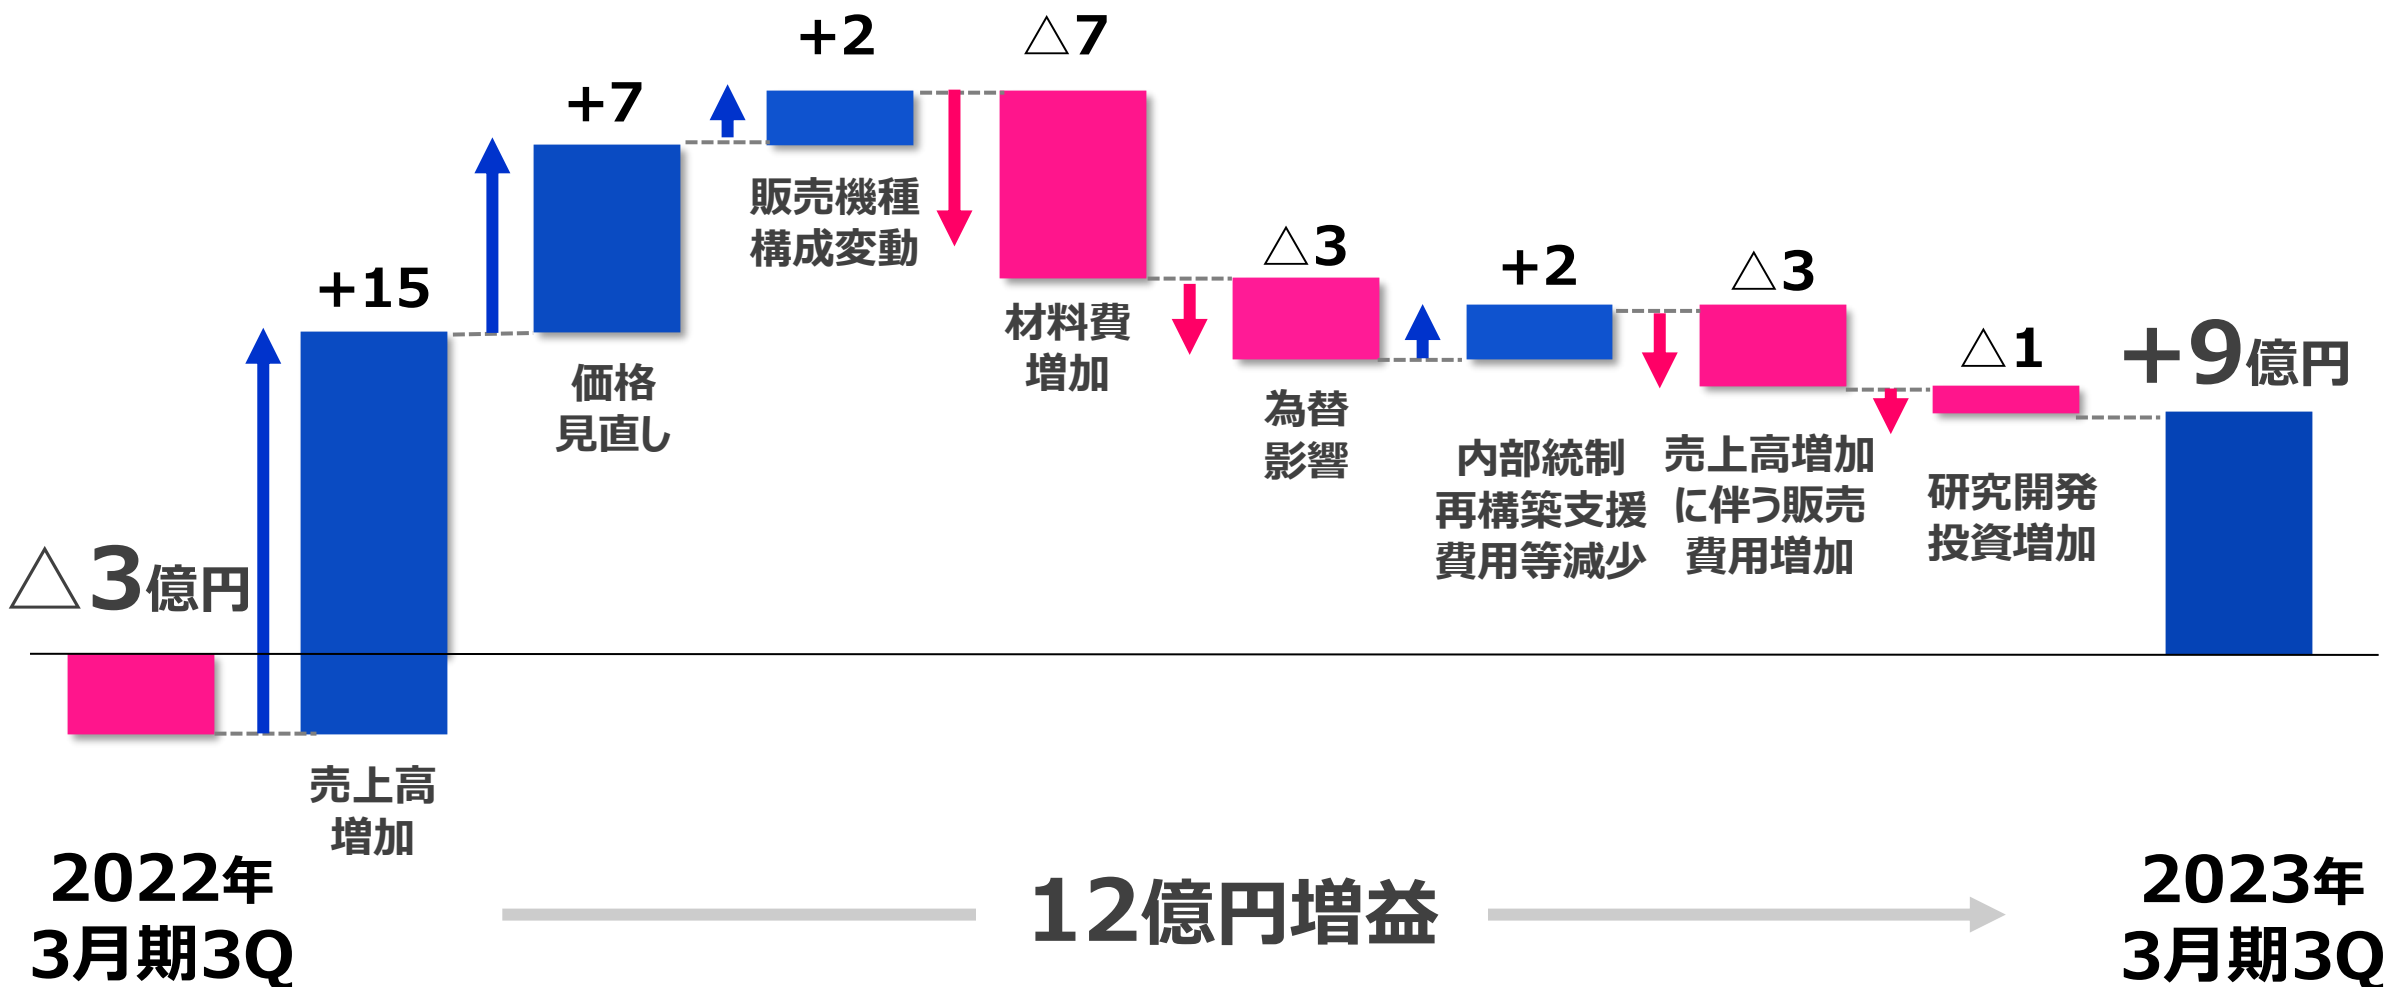 △3億円
2022年
3月期3Q
+15
売上高
増加
+7
価格
見直し
+2
販売機種
構成変動
△7
材料費
増加
△3
為替
影響
+2
内部統制
再構築支援
費用等減少
△3
売上高増加
に伴う販売
費用増加
△1
研究開発
投資増加
+9億円
2023年
3月期3Q
12億円増益